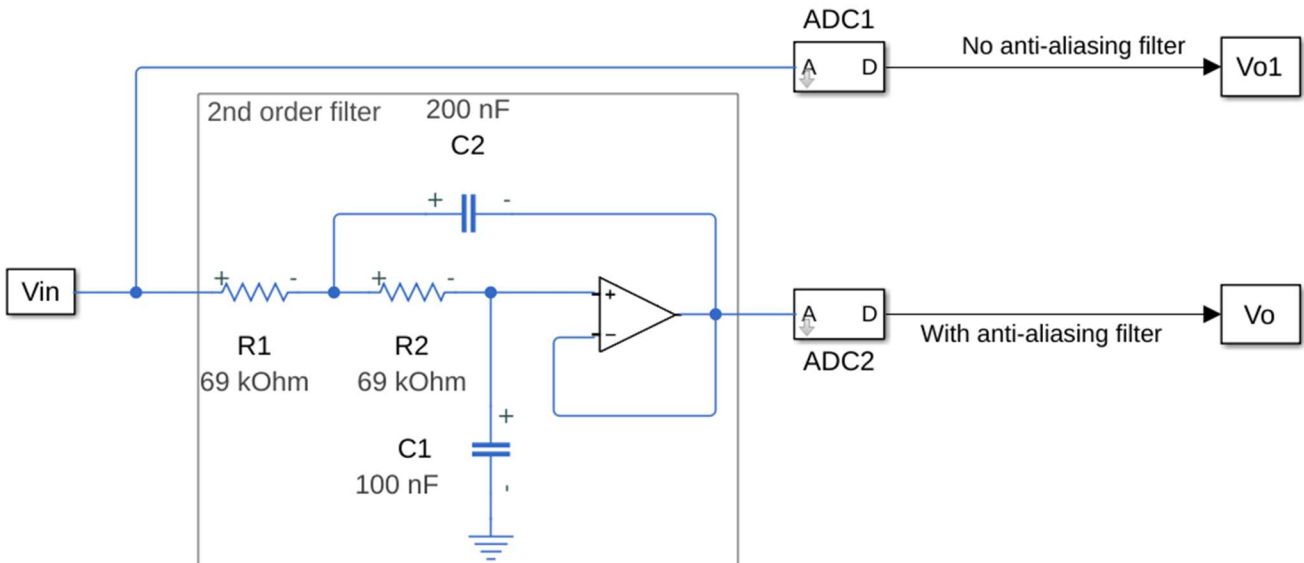 ADC1
No anti-aliasing filter
A D
Vo1
2nd order filter
200 nF
C2
+ -
Vin
+ -
+ -
+
-
R1
69 kOhm
R2
69 kOhm
A D
Vo
With anti-aliasing filter
ADC2
+
C1
100 nF
-